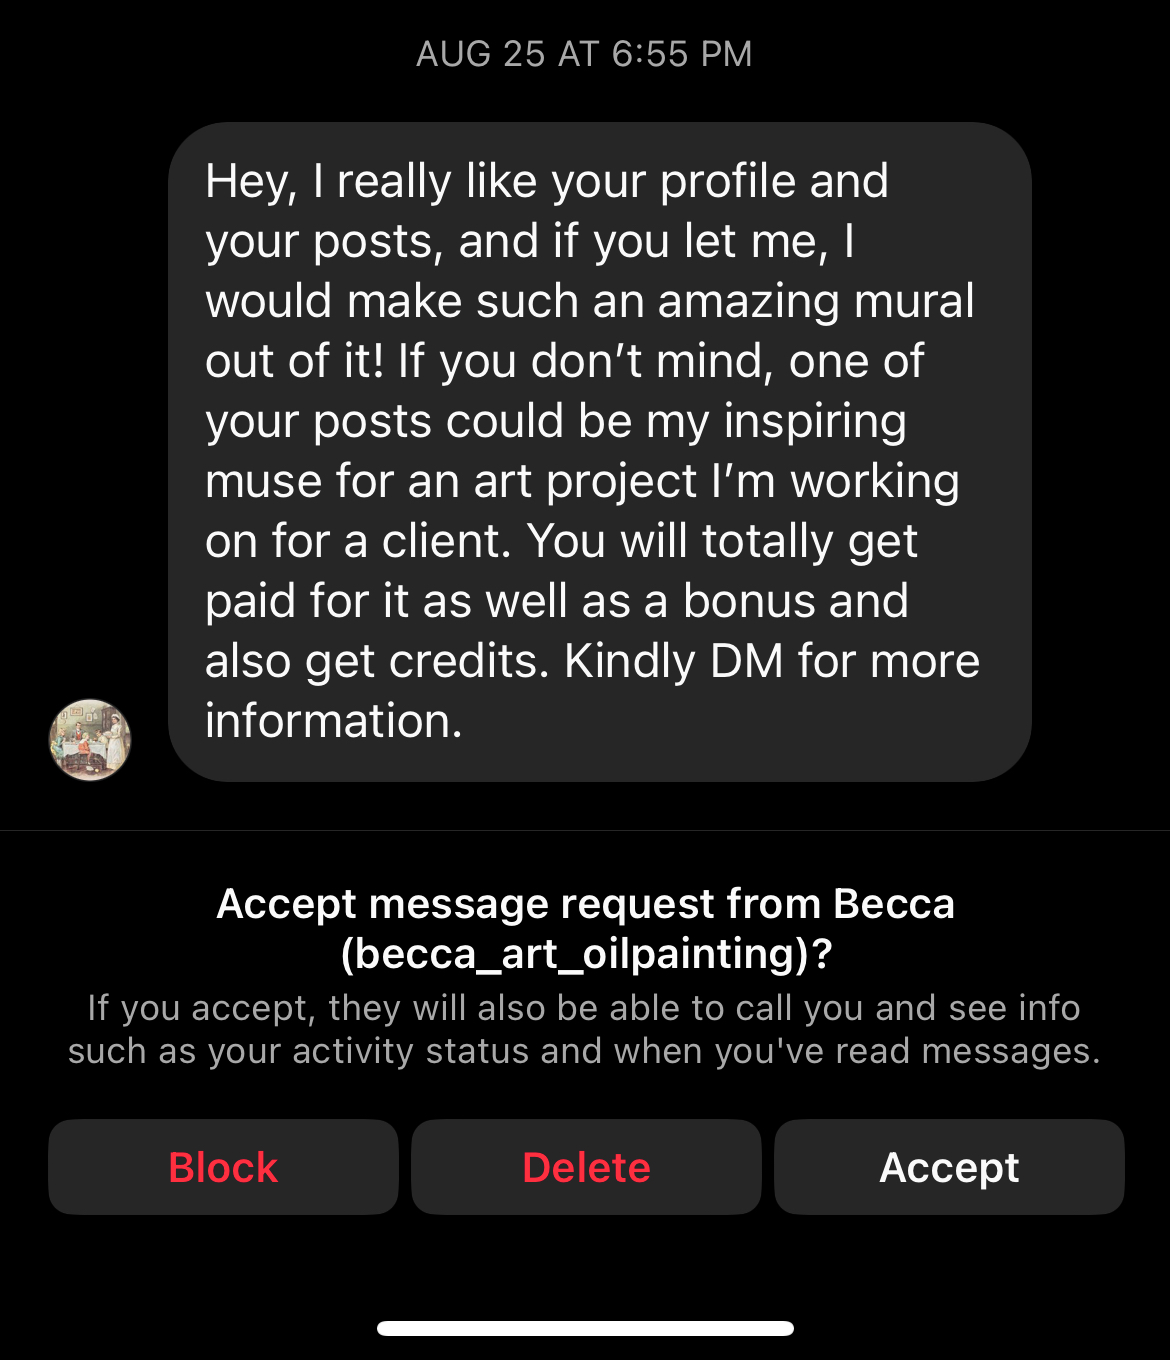 AUG 25 AT 6:55 PM
Hey, I really like your profile and
your posts, and if you let me, I
would make such an amazing mural
out of it! If you don’t mind, one of
your posts could be my inspiring
muse for an art project I’m working
on for a client. You will totally get
paid for it as well as a bonus and
also get credits. Kindly DM for more
information.
Accept message request from Becca
(becca_art_oilpainting)?
If you accept, they will also be able to call you and see info
such as your activity status and when you've read messages.
Block
Delete
Accept